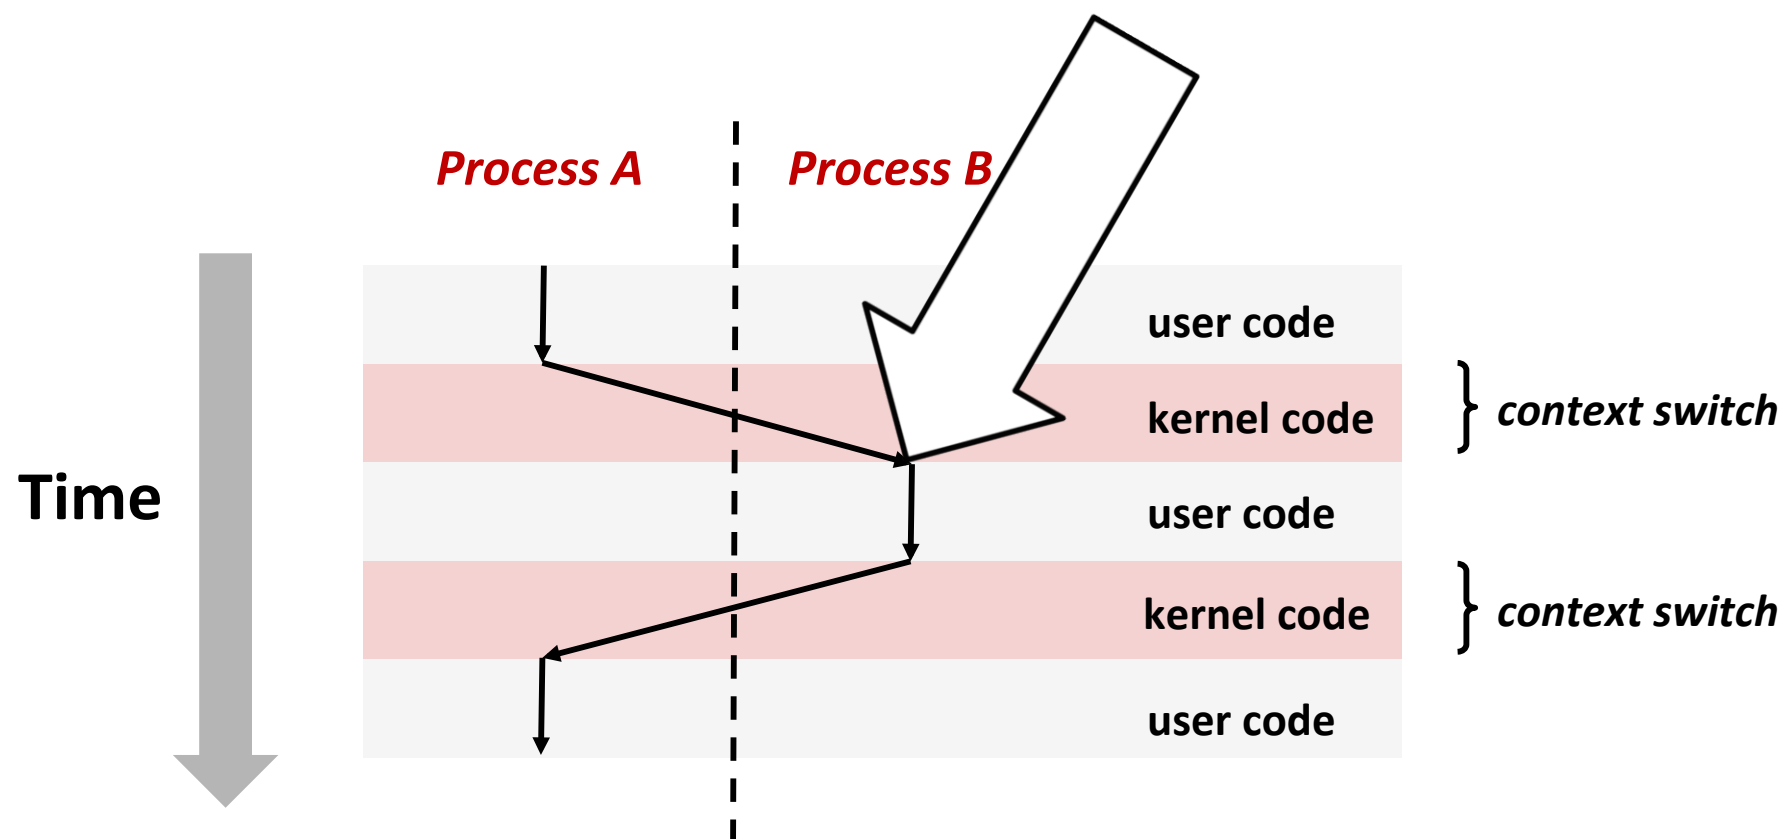 Process A
Process B
user code
kernel code
context switch
Time
user code
kernel code
context switch
user code